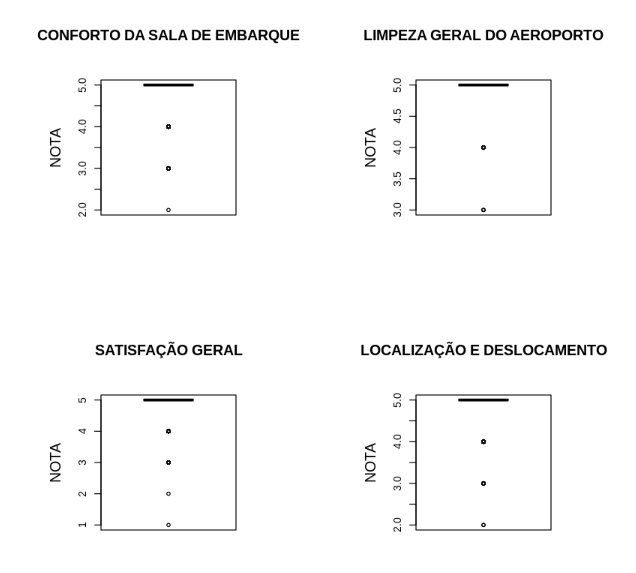 CONFORTO DA SALA DE EMBARQUE
NOTA
5.0
4.0
3.0
2.0
LIMPEZA GERAL DO AEROPORTO
NOTA
5.0
4.5
4.0
3.5
3.0
SATISFAÇÃO GERAL
NOTA
5
4
3
2
1
LOCALIZAÇÃO E DESLOCAMENTO
NOTA
5.0
4.0
3.0
2.0